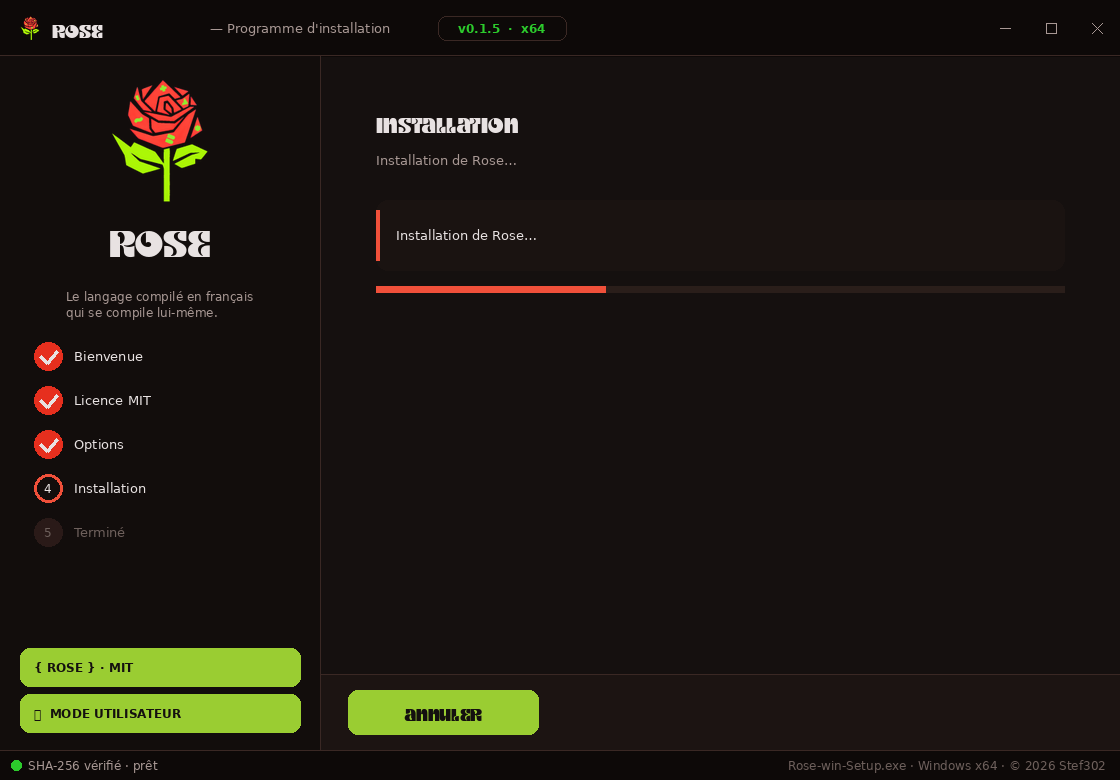 ROSE
— Programme d'installation
v0.1.5 · x64
ROSE
Le langage compilé en français
qui se compile lui-même.
Bienvenue
Licence MIT
Options
4 Installation
5 Terminé
{ ROSE } · MIT
MODE UTILISATEUR
INSTALLATION
Installation de Rose...
Installation de Rose...
ANNULER
SHA-256 vérifié · prêt
Rose-win-Setup.exe · Windows x64 · © 2026 Stef302